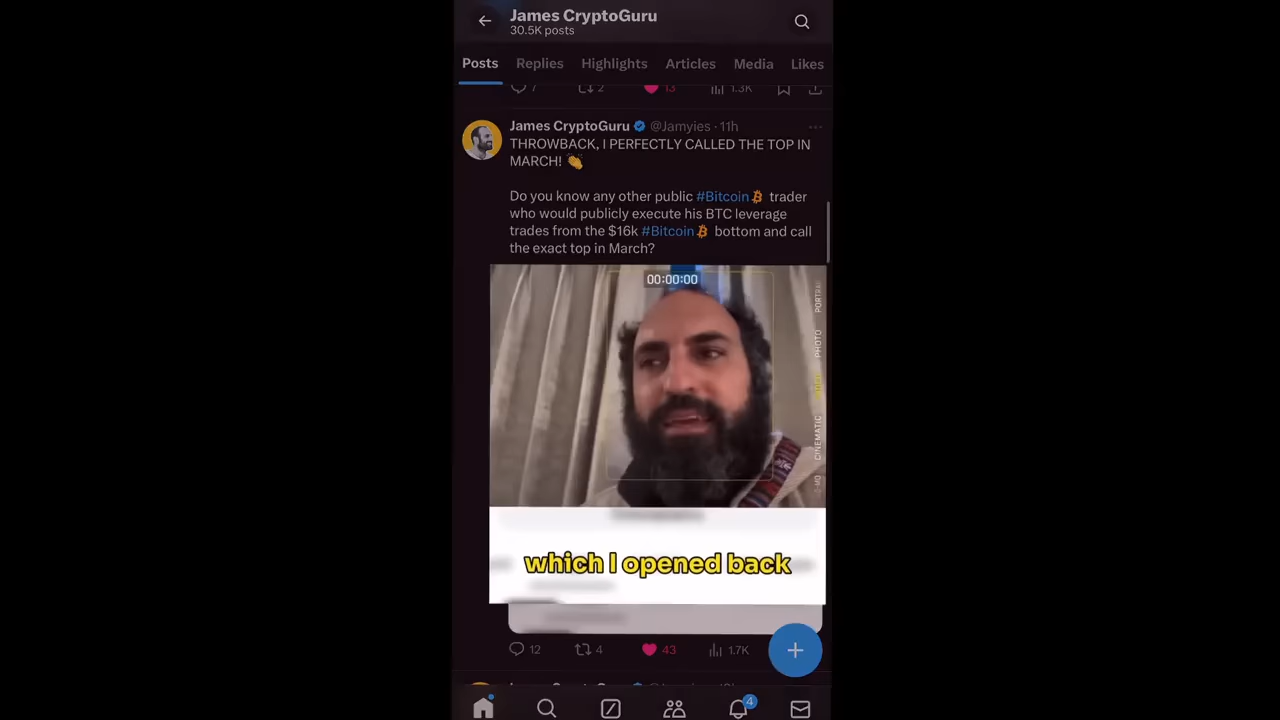 James CryptoGuru
30.5K posts
Posts Replies Highlights Articles Media Likes
7 2 13 1.3K
James CryptoGuru @Jamyies · 11h
THROWBACK, I PERFECTLY CALLED THE TOP IN
MARCH! 👏
Do you know any other public #Bitcoin trader
who would publicly execute his BTC leverage
trades from the $16k #Bitcoin bottom and call
the exact top in March?
00:00:00
PHOTO
CINEMATIC
which I opened back
12 4 43 1.7K
4